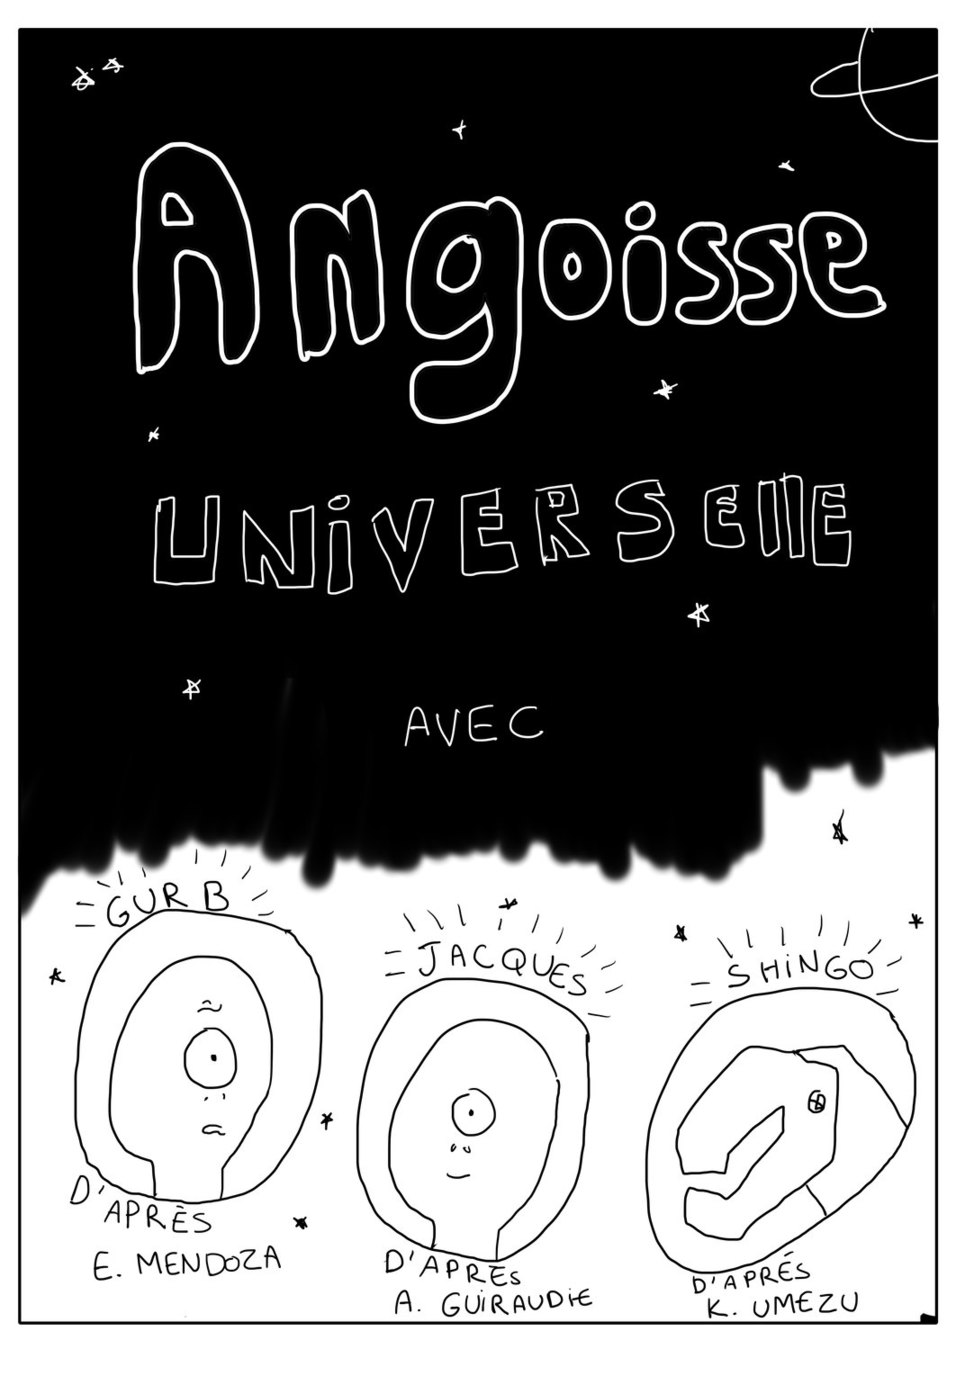 Angoisse
UNiVERSEllE
AVEC
GURB
JACQUES
SHiNGO
D'APRÈS
E. MENDOZA
D'APRÈS
A. GUiRAUDiE
D'APRÉS
K. UMEZU